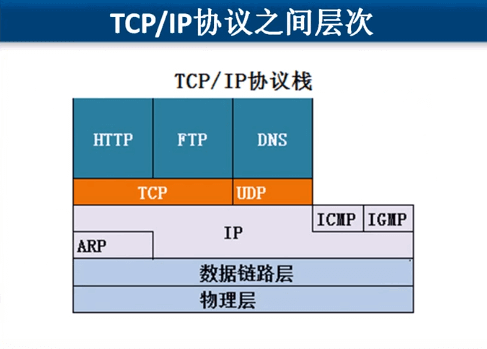 TCP/IP协议之间层次
TCP/IP协议栈
HTTP FTP DNS
TCP UDP
ICMP IGMP
IP
ARP
数据链路层
物理层